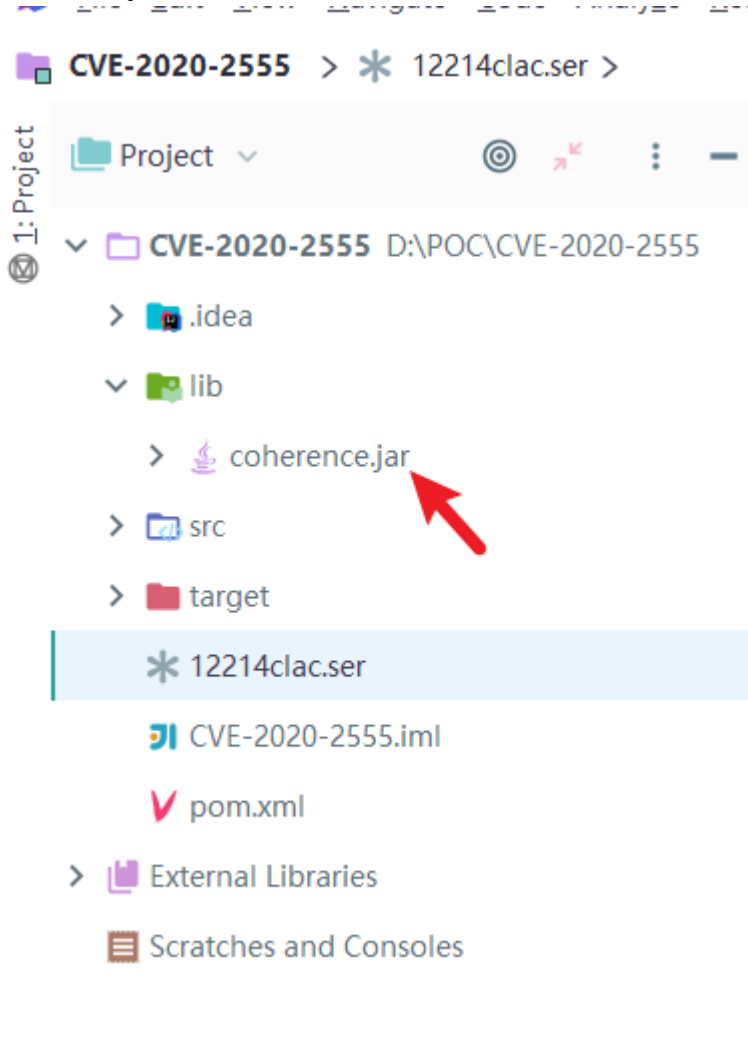 CVE-2020-2555 > 12214clac.ser >
1: Project
Project
CVE-2020-2555 D:\POC\CVE-2020-2555
.idea
lib
coherence.jar
src
target
12214clac.ser
CVE-2020-2555.iml
pom.xml
External Libraries
Scratches and Consoles